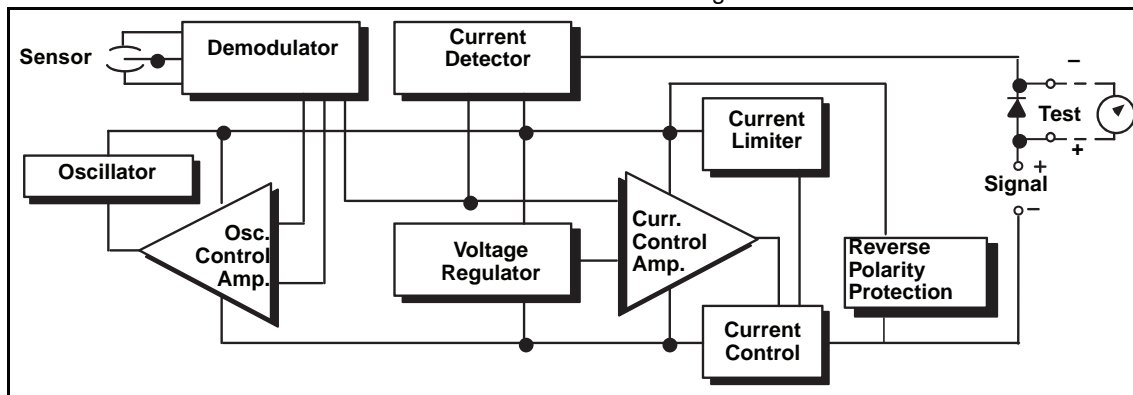 Sensor
Demodulator
Current
Detector
−
Test
+
Current
Limiter
Oscillator
+
Signal
−
Osc.
Control
Amp.
Voltage
Regulator
Curr.
Control
Amp.
Reverse
Polarity
Protection
Current
Control